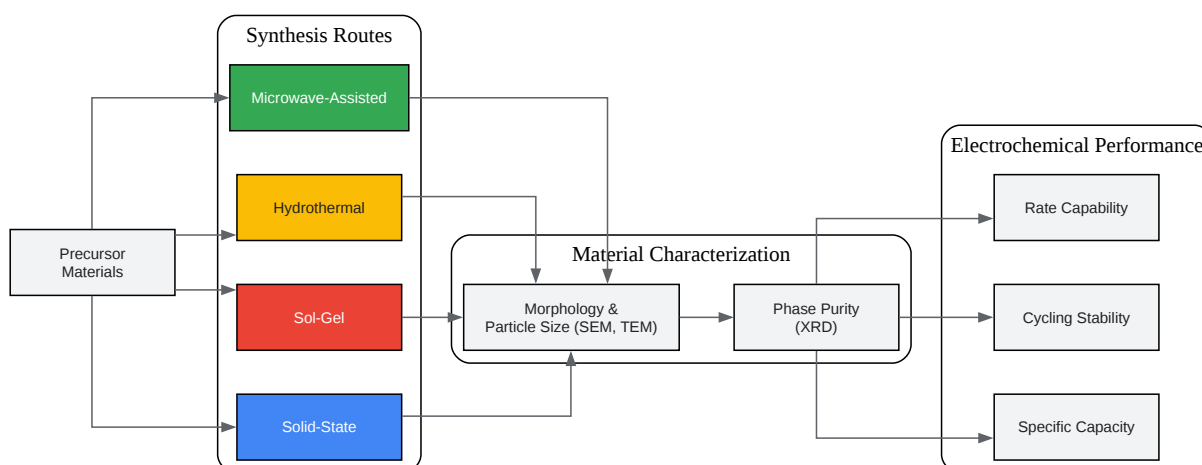 Synthesis Routes
Microwave-Assisted
Hydrothermal
Precursor
Materials
Sol-Gel
Solid-State
Material Characterization
Morphology &
Particle Size (SEM, TEM)
Phase Purity
(XRD)
Electrochemical Performance
Rate Capability
Cycling Stability
Specific Capacity